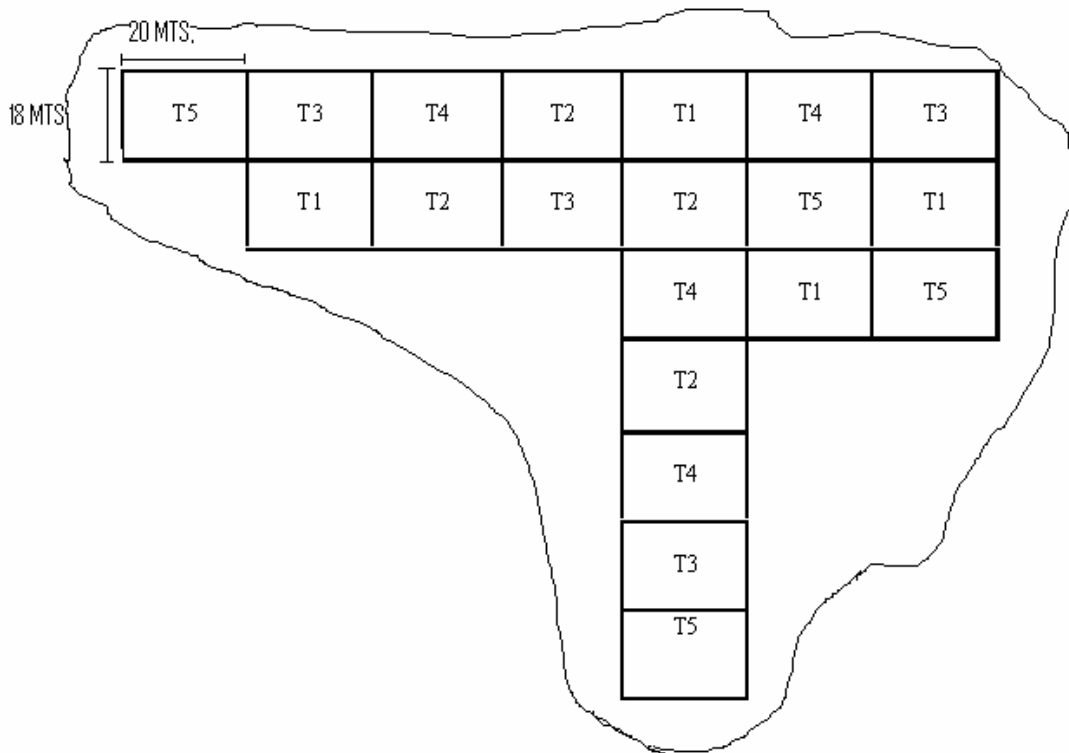 20 MTS,
18 MTS
T5 T3 T4 T2 T1 T4 T3
T1 T2 T3 T2 T5 T1
T4 T1 T5
T2
T4
T3
T5